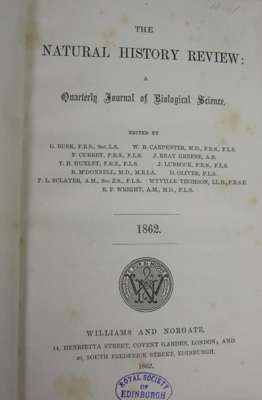 THE
NATURAL HISTORY REVIEW:
A
Quarterly Journal of Biological Science.
EDITED BY
G. BUSK, F.R.S., Sec. L.S. W. B. CARPENTER, M.D., F.R.S., F.L.S.
F. CURREY, F.R.S., F.L.S. J. REAY GREENE, A.B.
T. H. HUXLEY, F.R.S., F.L.S. J. LUBBOCK, F.R.S., F.L.S.
R. M'DONNELL, M.D., M.R.I.A. D. OLIVER, F.L.S.
P. L. SCLATER, A.M., Sec. Z.S., F.L.S. WYVILLE THOMSON, LL.D., F.R.S.E.
E. P. WRIGHT, A.M., M.D., F.L.S.
1862.
WILLIAMS AND NORGATE,
14, HENRIETTA STREET, COVENT GARDEN, LONDON; AND
20, SOUTH FREDERICK STREET, EDINBURGH.
1862.
ROYAL SOCIETY
OF
EDINBURGH